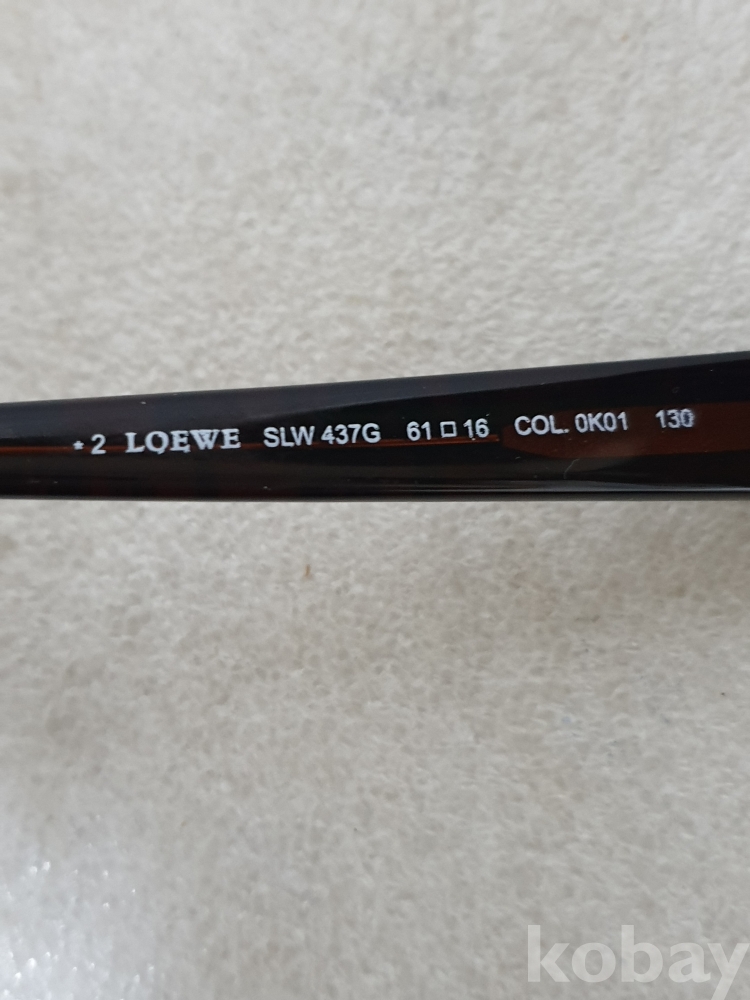 * 2 LOEWE SLW 437G 61 □ 16 COL. 0K01 130
kobay